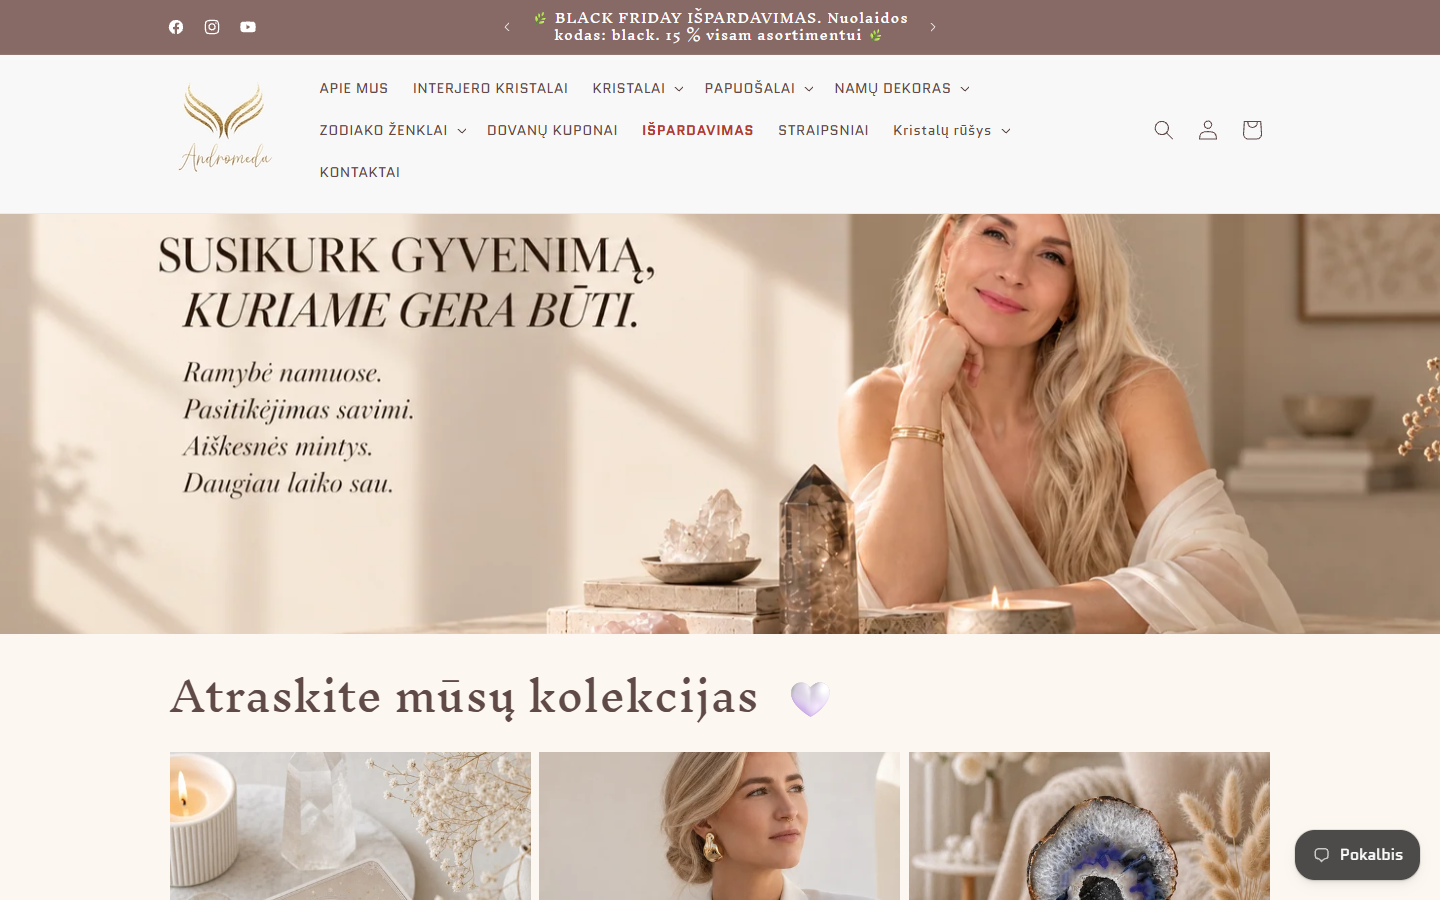 🌿 BLACK FRIDAY IŠPARDAVIMAS. Nuolaidos
kodas: black. 15 % visam asortimentui 🌿
Andromeda
APIE MUS
INTERJERO KRISTALAI
KRISTALAI
PAPUOŠALAI
NAMŲ DEKORAS
ZODIAKO ŽENKLAI
DOVANŲ KUPONAI
IŠPARDAVIMAS
STRAIPSNIAI
Kristalų rūšys
KONTAKTAI
SUSIKURK GYVENIMĄ,
KURIAME GERA BŪTI.
Ramybė namuose.
Pasitikėjimas savimi.
Aiškesnės mintys.
Daugiau laiko sau.
Atraskite mūsų kolekcijas
Pokalbis